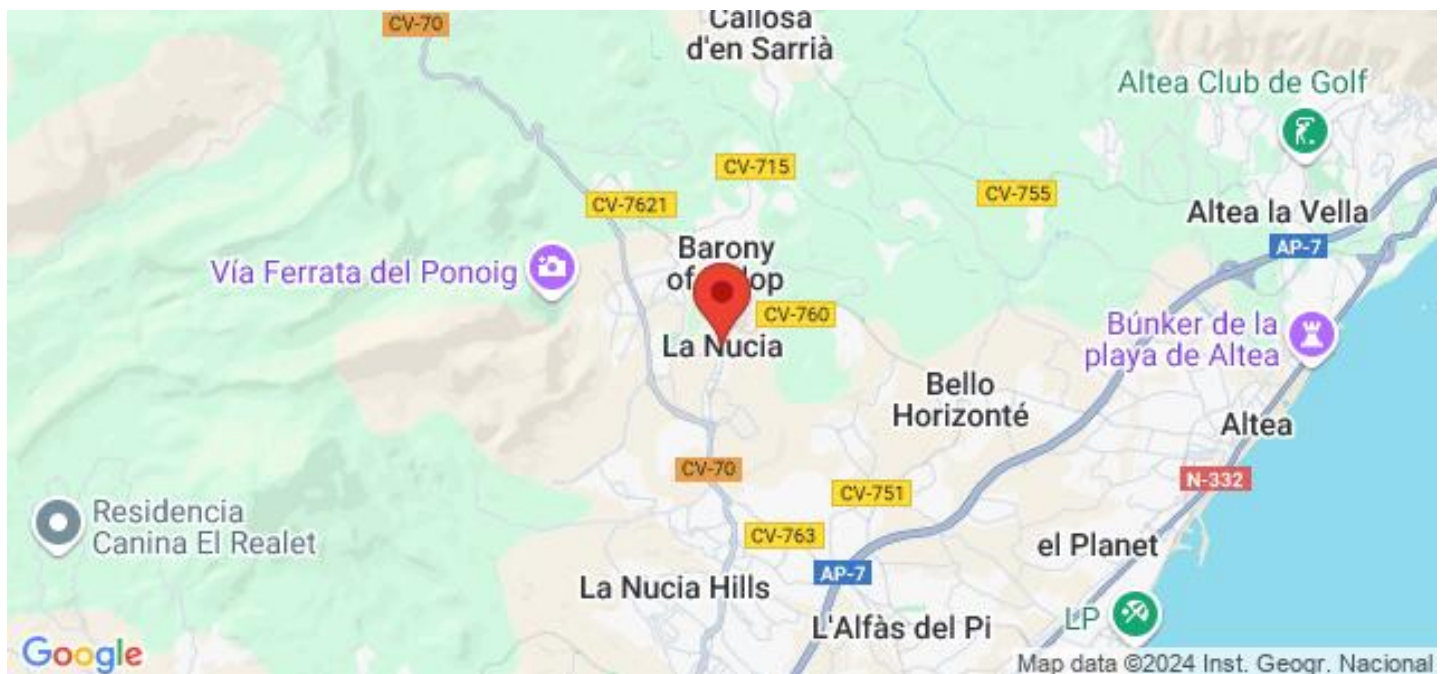 CV-70
Callosa
d'en Sarrià
Altea Club de Golf
CV-715
CV-755
CV-7621
Altea la Vella
Barony
of
op
AP-7
Vía Ferrata del Ponoig
CV-760
La Nucia
Búnker de la
playa de Altea
Bello
Horizonté
Altea
CV-70
CV-751
N-332
Residencia
Canina El Realet
CV-763
el Planet
AP-7
La Nucia Hills
L'Alfàs del Pi
LP
Google
Map data ©2024 Inst. Geogr. Nacional